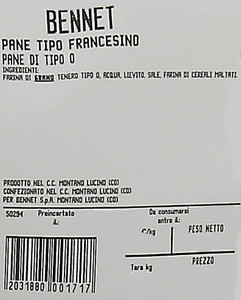 BENNET
PANE TIPO FRANCESINO
PANE DI TIPO 0
INGREDIENTI:
FARINA DI GRANO TENERO TIPO 0, ACQUA, LIEVITO, SALE, FARINA DI CEREALI MALTATI.
PRODOTTO NEL C.C. MONTANO LUCINO (CO)
CONFEZIONATO NEL C.C. MONTANO LUCINO (CO)
PER BENNET S.p.A. MONTANO LUCINO (CO)
50294 Preincartato il: Da consumarsi entro il:
€/kg PESO NETTO
Tara kg PREZZO
2031880 001717